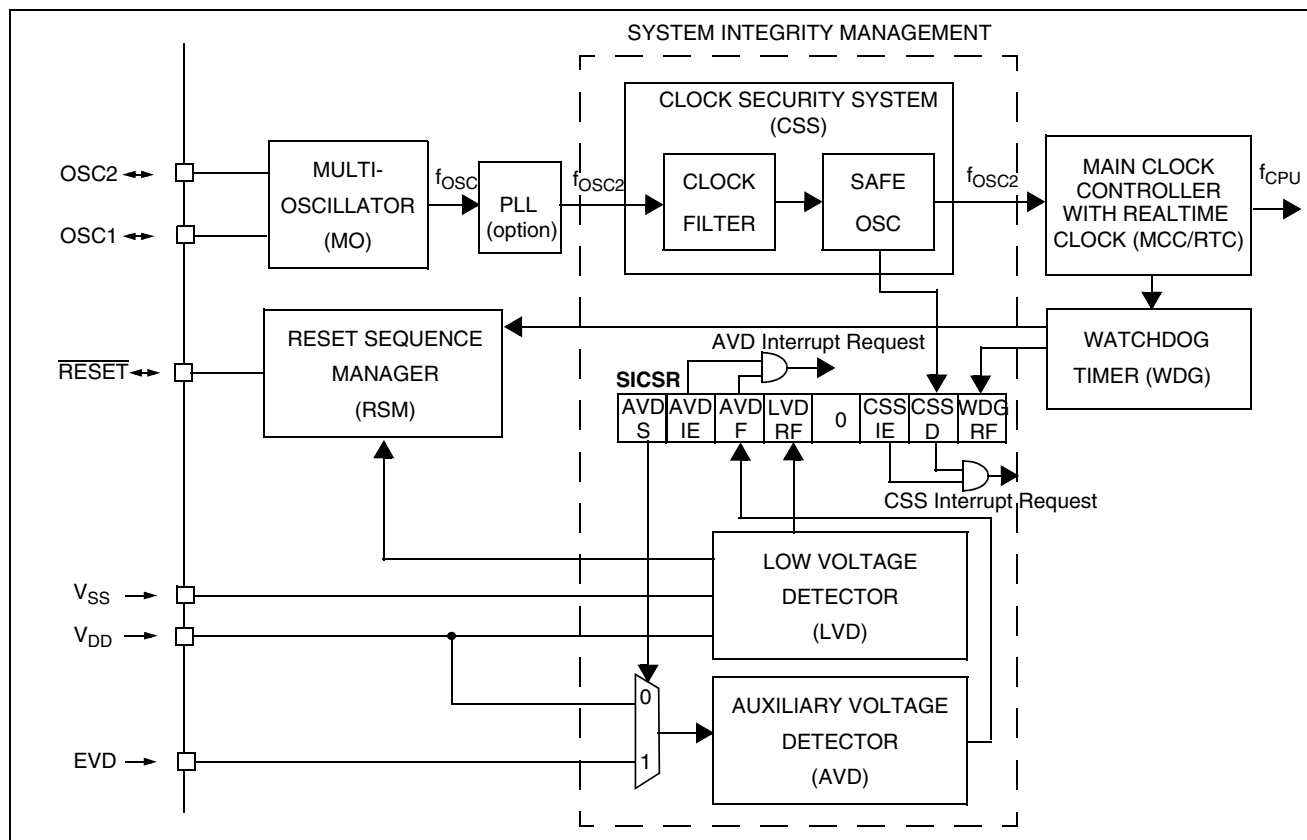 SYSTEM INTEGRITY MANAGEMENT
CLOCK SECURITY SYSTEM
(CSS)
OSC2
OSC1
MULTI-
OSCILLATOR
(MO)
fOSC
PLL
(option)
fOSC2
CLOCK
FILTER
SAFE
OSC
fOSC2
MAIN CLOCK
CONTROLLER
WITH REALTIME
CLOCK (MCC/RTC)
fCPU
RESET
RESET SEQUENCE
MANAGER
(RSM)
AVD Interrupt Request
WATCHDOG
TIMER (WDG)
SICSR
AVD
S
AVD
IE
AVD
F
LVD
RF
0
CSS
IE
CSS
D
WDG
RF
CSS Interrupt Request
VSS
VDD
LOW VOLTAGE
DETECTOR
(LVD)
EVD
0
1
AUXILIARY VOLTAGE
DETECTOR
(AVD)